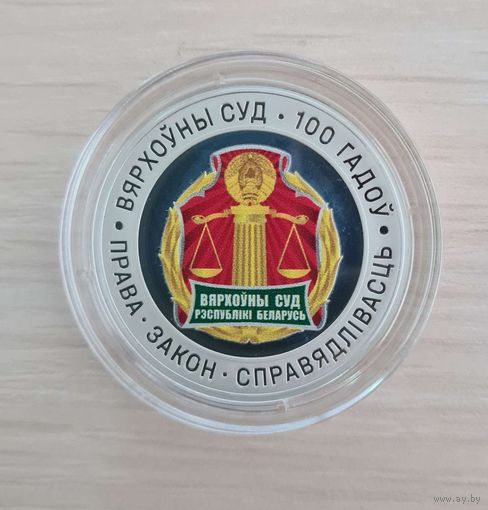 ВЯРХОЎНЫ СУД · 100 ГАДОЎ ·
ПРАВА · ЗАКОН · СПРАВЯДЛІВАСЦЬ
ВЯРХОЎНЫ СУД
РЭСПУБЛІКІ БЕЛАРУСЬ
www.ay.by